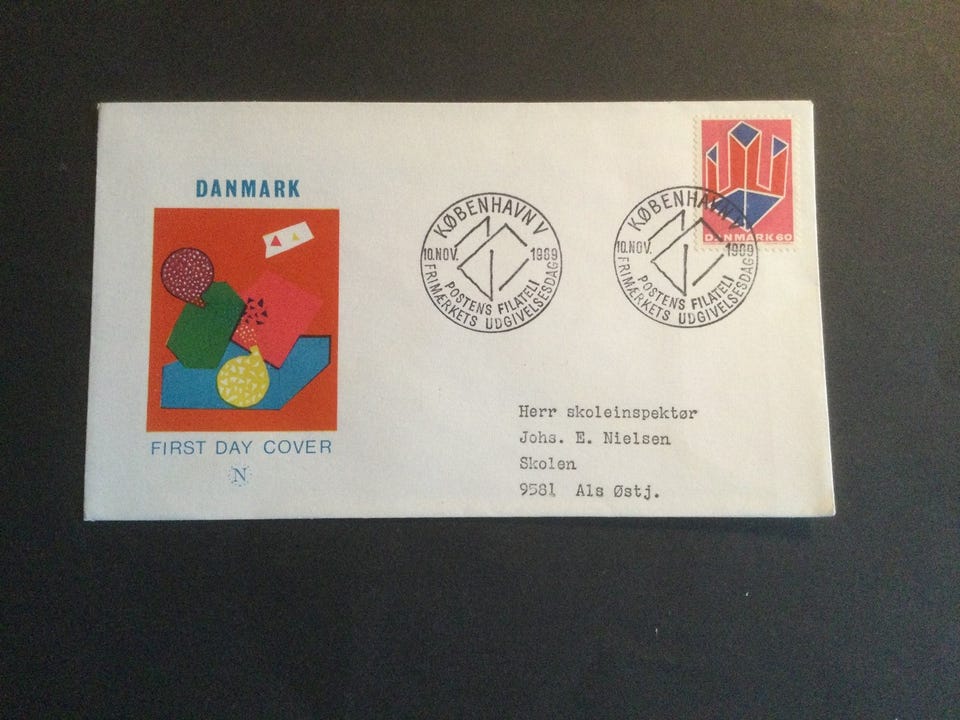 DANMARK
FIRST DAY COVER
N
KØBENHAVN V
10.NOV. 1969
POSTENS FILATELI
FRIMÆRKETS UDGIVELSESDAG
KØBENHAVN V
10.NOV. 1969
POSTENS FILATELI
FRIMÆRKETS UDGIVELSESDAG
DANMARK 60
Herr skoleinspektør
Johs. E. Nielsen
Skolen
9581 Als Østj.